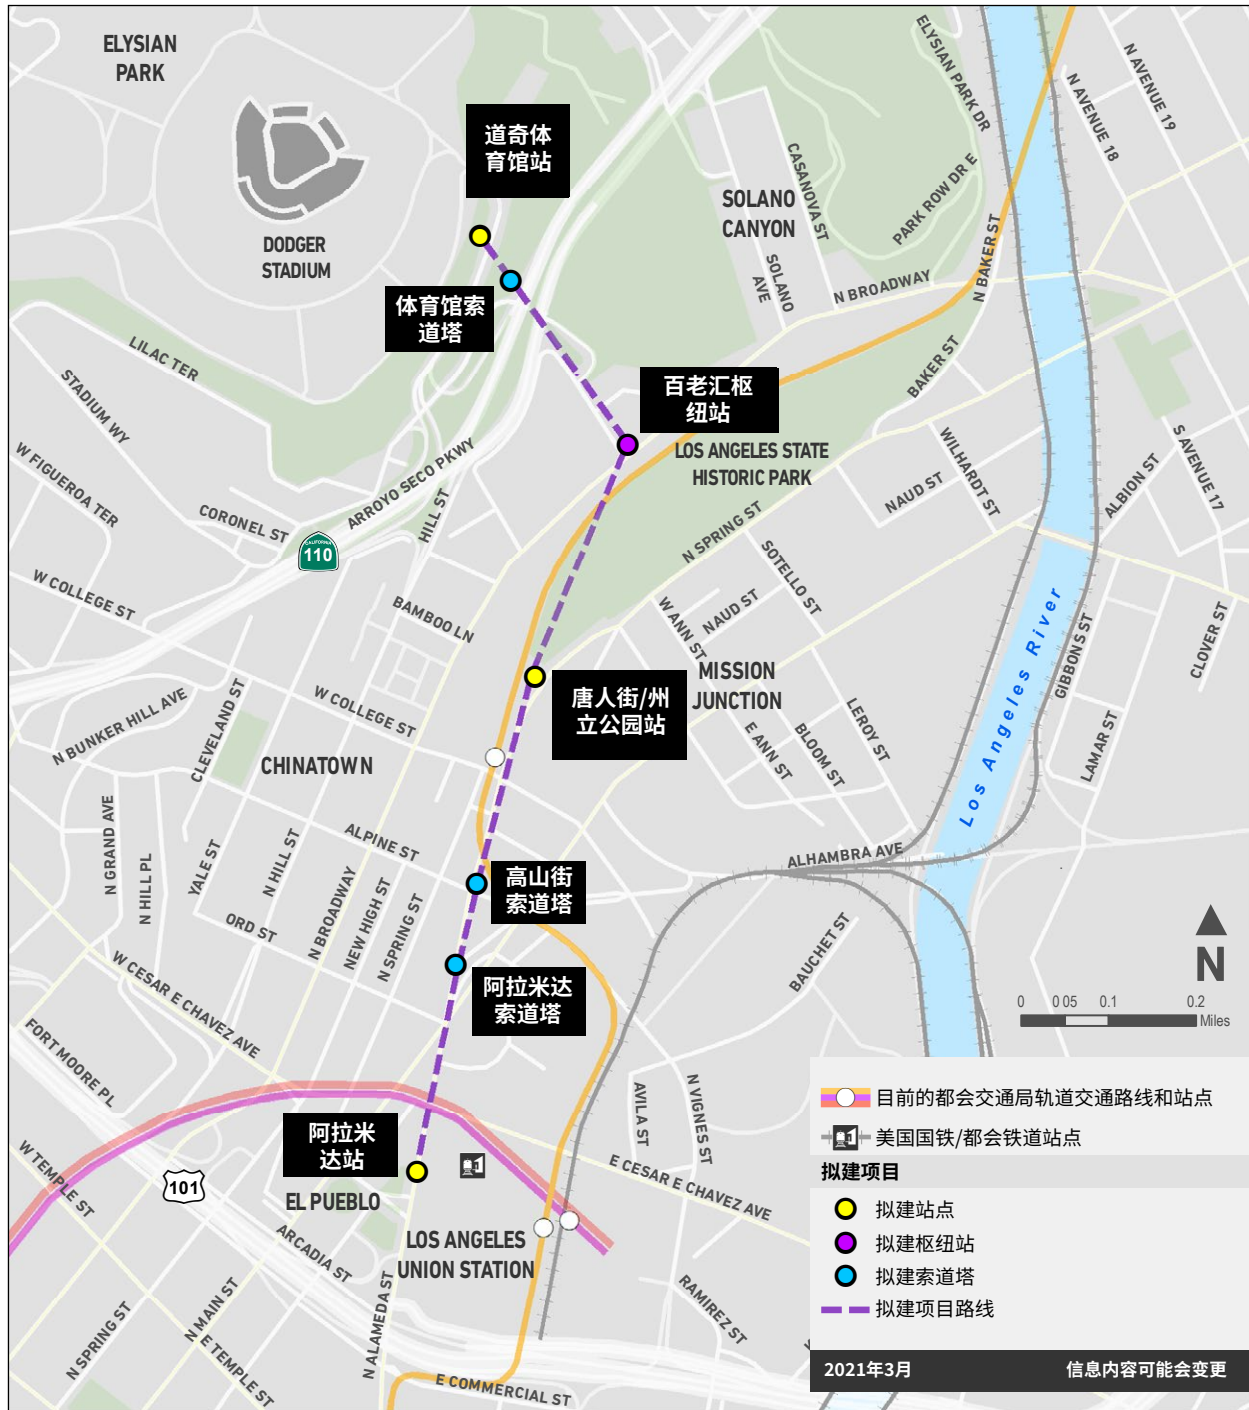 ELYSIAN
PARK
道奇体
育馆站
DODGER
STADIUM
体育馆索
道塔
SOLANO
CANYON
CASANOVA ST
SOLANO
AVE
PARK ROW DR E
ELYSIAN PARK DR
N AVENUE 19
N AVENUE 18
N BROADWAY
N BAKER ST
BAKER ST
LILAC TER
STADIUM WY
W FIGUEROA TER
百老汇枢
纽站
LOS ANGELES STATE
HISTORIC PARK
ARROYO SECO PKWY
HILL ST
CORONEL ST
CALIFORNIA
110
WILHARDT ST
NAUD ST
ALBION ST
S AVENUE 17
N SPRING ST
SOTELLO ST
NAUD ST
W ANN ST
W COLLEGE ST
BAMBOO LN
Los Angeles River
GIBBONS ST
CLOVER ST
MISSION
JUNCTION
唐人街/州
立公园站
N BUNKER HILL AVE
CLEVELAND ST
W COLLEGE ST
CHINATOWN
E ANN ST
BLOOM ST
LEROY ST
LAMAR ST
N GRAND AVE
N HILL PL
YALE ST
N HILL ST
ALPINE ST
ALHAMBRA AVE
高山街
索道塔
ORD ST
N BROADWAY
NEW HIGH ST
N SPRING ST
BAUCHET ST
阿拉米达
索道塔
W CESAR E CHAVEZ AVE
FORT MOORE PL
N
0 0 05 0.1 0.2
Miles
AVILA ST
N VIGNES ST
阿拉米
达站
W TEMPLE ST
101
EL PUEBLO
E CESAR E CHAVEZ AVE
LOS ANGELES
UNION STATION
ARCADIA ST
N ALAMEDA ST
N MAIN ST
N SPRING ST
E TEMPLE ST
RAMIREZ ST
E COMMERCIAL ST
目前的都会交通局轨道交通路线和站点
美国国铁/都会铁道站点
拟建项目
拟建站点
拟建枢纽站
拟建索道塔
拟建项目路线
2021年3月 信息内容可能会变更